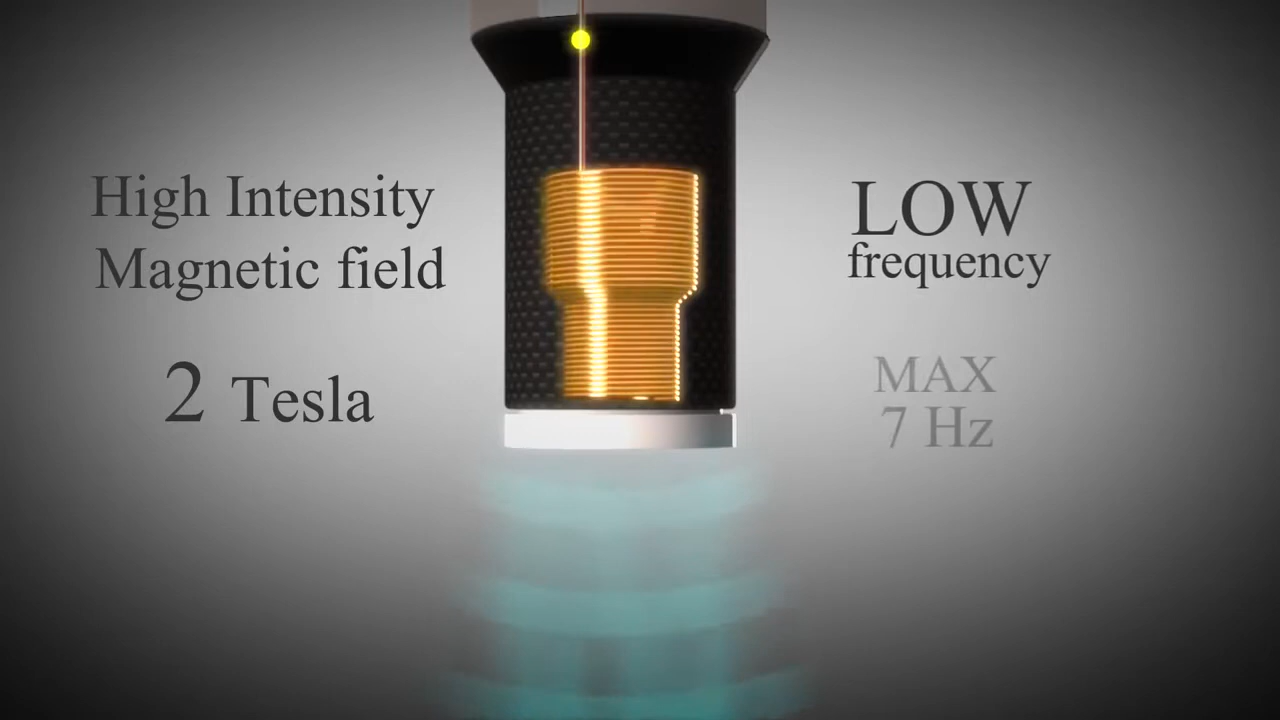 High Intensity
Magnetic field
2 Tesla
LOW
frequency
MAX
7 Hz